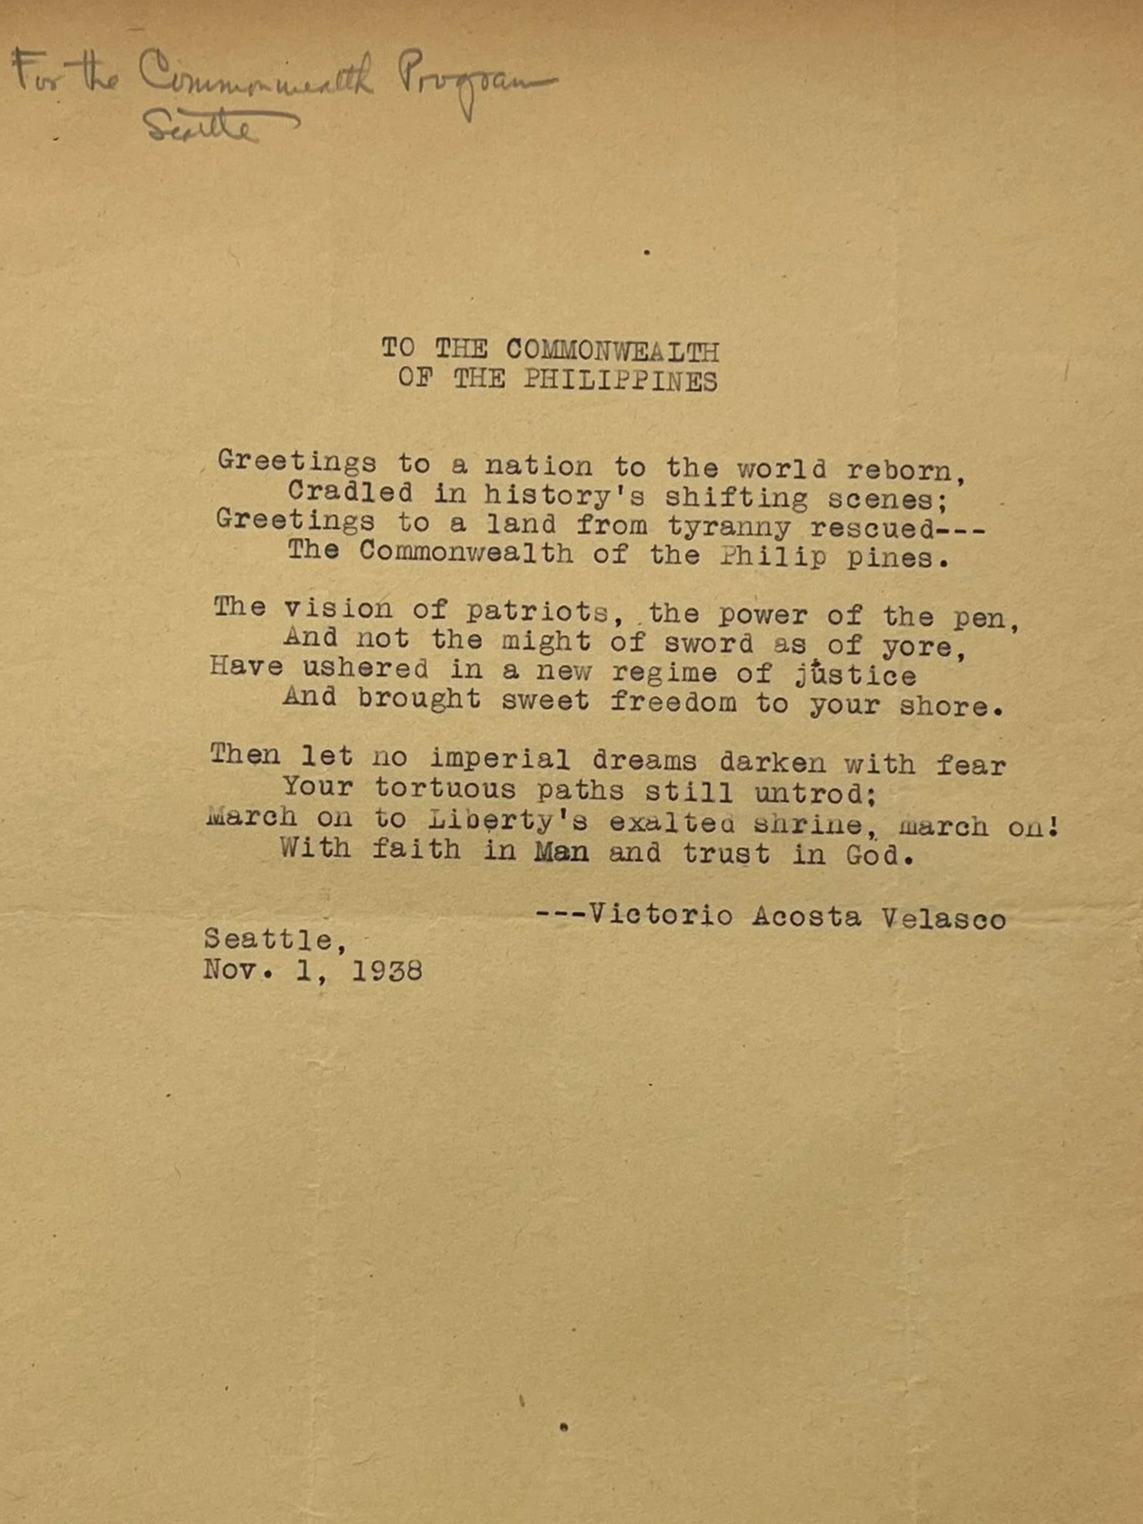 For the Commonwealth Program
Seattle
TO THE COMMONWEALTH
OF THE PHILIPPINES
Greetings to a nation to the world reborn,
Cradled in history's shifting scenes;
Greetings to a land from tyranny rescued---
The Commonwealth of the Philip pines.
The vision of patriots, the power of the pen,
And not the might of sword as of yore,
Have ushered in a new regime of justice
And brought sweet freedom to your shore.
Then let no imperial dreams darken with fear
Your tortuous paths still untrod;
March on to Liberty's exalted shrine, march on!
With faith in Man and trust in God.
---Victorio Acosta Velasco
Seattle,
Nov. 1, 1938